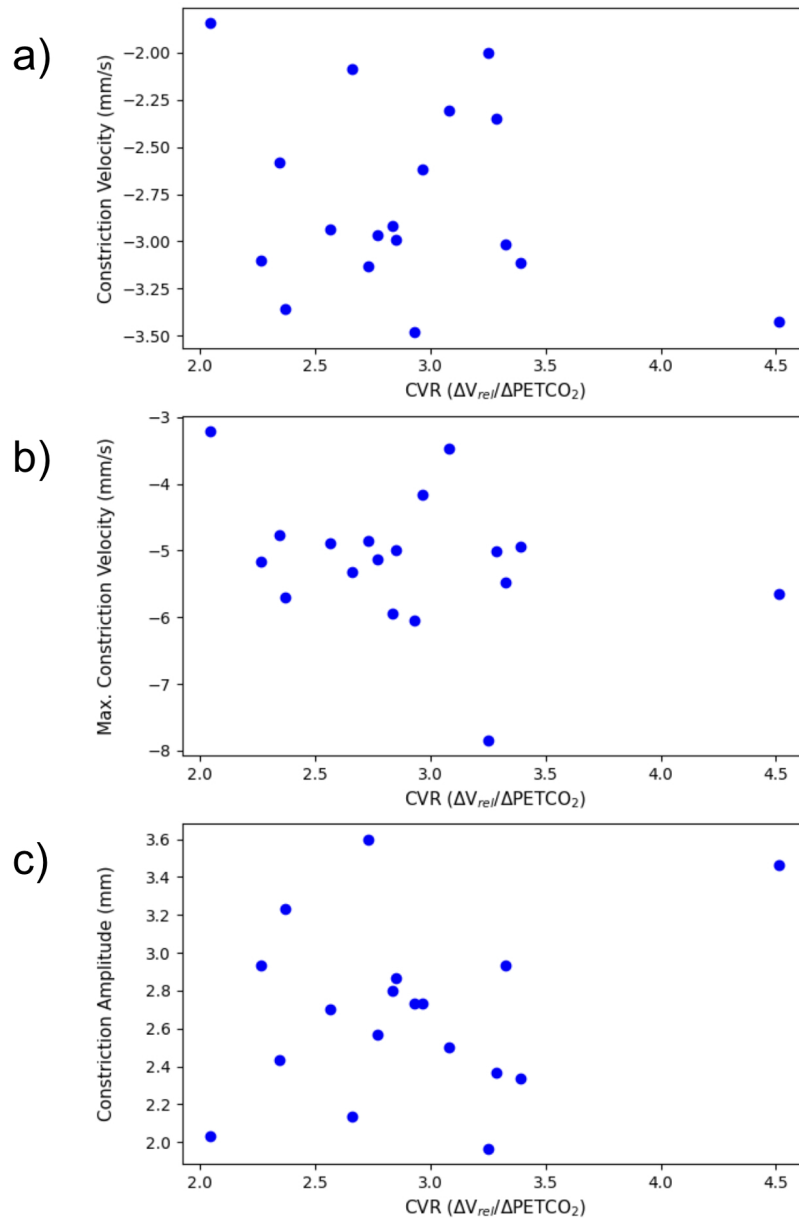 a)
Constriction Velocity (mm/s)
−2.00
−2.25
−2.50
−2.75
−3.00
−3.25
−3.50
2.0 2.5 3.0 3.5 4.0 4.5
CVR (ΔVrel/ΔPETCO₂)
b)
Max. Constriction Velocity (mm/s)
−3
−4
−5
−6
−7
−8
2.0 2.5 3.0 3.5 4.0 4.5
CVR (ΔVrel/ΔPETCO₂)
c)
Constriction Amplitude (mm)
3.6
3.4
3.2
3.0
2.8
2.6
2.4
2.2
2.0
2.0 2.5 3.0 3.5 4.0 4.5
CVR (ΔVrel/ΔPETCO₂)